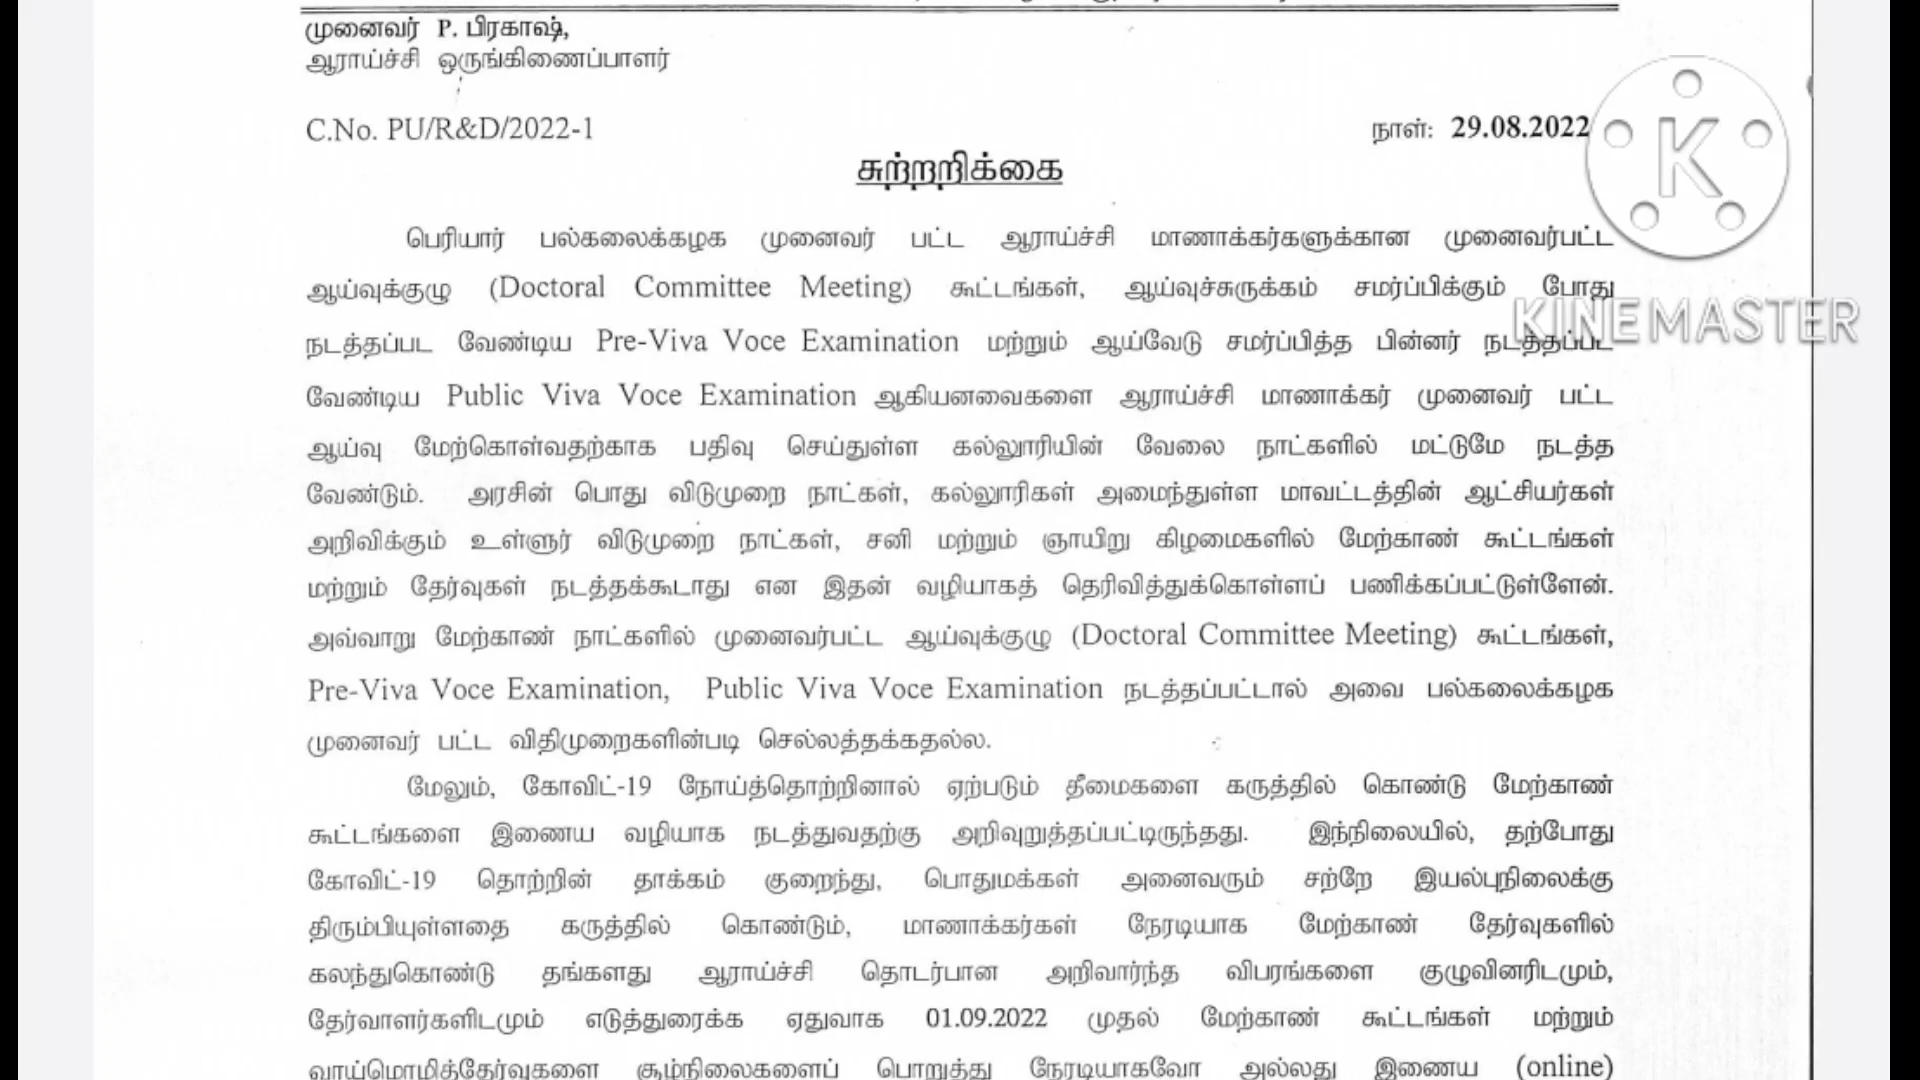 முனைவர் P. பிரகாஷ்,
ஆராய்ச்சி ஒருங்கிணைப்பாளர்
C.No. PU/R&D/2022-1 நாள்: 29.08.2022
சுற்றறிக்கை
பெரியார் பல்கலைக்கழக முனைவர் பட்ட ஆராய்ச்சி மாணாக்கர்களுக்கான முனைவர்பட்ட
ஆய்வுக்குழு (Doctoral Committee Meeting) கூட்டங்கள், ஆய்வுச்சுருக்கம் சமர்ப்பிக்கும் போது
நடத்தப்பட வேண்டிய Pre-Viva Voce Examination மற்றும் ஆய்வேடு சமர்ப்பித்த பின்னர் நடத்தப்பட
வேண்டிய Public Viva Voce Examination ஆகியனவைகளை ஆராய்ச்சி மாணாக்கர் முனைவர் பட்ட
ஆய்வு மேற்கொள்வதற்காக பதிவு செய்துள்ள கல்லூரியின் வேலை நாட்களில் மட்டுமே நடத்த
வேண்டும். அரசின் பொது விடுமுறை நாட்கள், கல்லூரிகள் அமைந்துள்ள மாவட்டத்தின் ஆட்சியர்கள்
அறிவிக்கும் உள்ளுர் விடுமுறை நாட்கள், சனி மற்றும் ஞாயிறு கிழமைகளில் மேற்காண் கூட்டங்கள்
மற்றும் தேர்வுகள் நடத்தக்கூடாது என இதன் வழியாகத் தெரிவித்துக்கொள்ளப் பணிக்கப்பட்டுள்ளேன்.
அவ்வாறு மேற்காண் நாட்களில் முனைவர்பட்ட ஆய்வுக்குழு (Doctoral Committee Meeting) கூட்டங்கள்,
Pre-Viva Voce Examination, Public Viva Voce Examination நடத்தப்பட்டால் அவை பல்கலைக்கழக
முனைவர் பட்ட விதிமுறைகளின்படி செல்லத்தக்கதல்ல.
மேலும், கோவிட்-19 நோய்த்தொற்றினால் ஏற்படும் தீமைகளை கருத்தில் கொண்டு மேற்காண்
கூட்டங்களை இணைய வழியாக நடத்துவதற்கு அறிவுறுத்தப்பட்டிருந்தது. இந்நிலையில், தற்போது
கோவிட்-19 தொற்றின் தாக்கம் குறைந்து, பொதுமக்கள் அனைவரும் சற்றே இயல்புநிலைக்கு
திரும்பியுள்ளதை கருத்தில் கொண்டும், மாணாக்கர்கள் நேரடியாக மேற்காண் தேர்வுகளில்
கலந்துகொண்டு தங்களது ஆராய்ச்சி தொடர்பான அறிவார்ந்த விபரங்களை குழுவினரிடமும்,
தேர்வாளர்களிடமும் எடுத்துரைக்க ஏதுவாக 01.09.2022 முதல் மேற்காண் கூட்டங்கள் மற்றும்
வாய்மொழித்தேர்வுகளை சூழ்நிலைகளைப் பொறுத்து நேரடியாகவோ அல்லது இணைய (online)
K
KINEMASTER